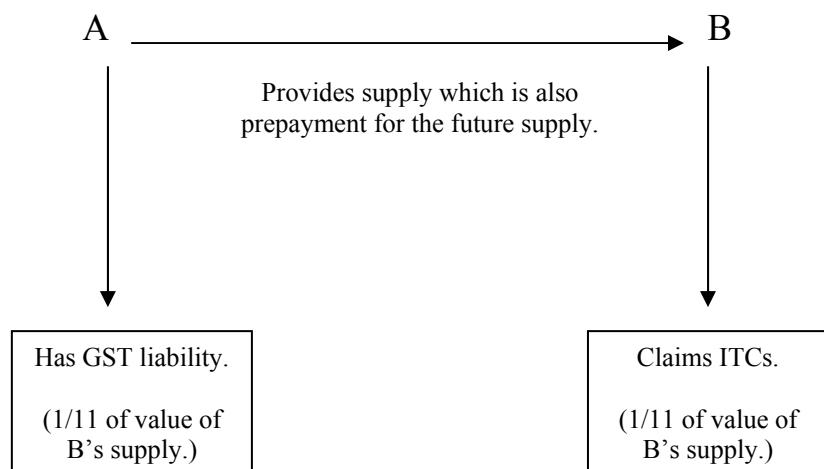 A
B
Provides supply which is also
prepayment for the future supply.
Has GST liability.
(1/11 of value of
B’s supply.)
Claims ITCs.
(1/11 of value of
B’s supply.)